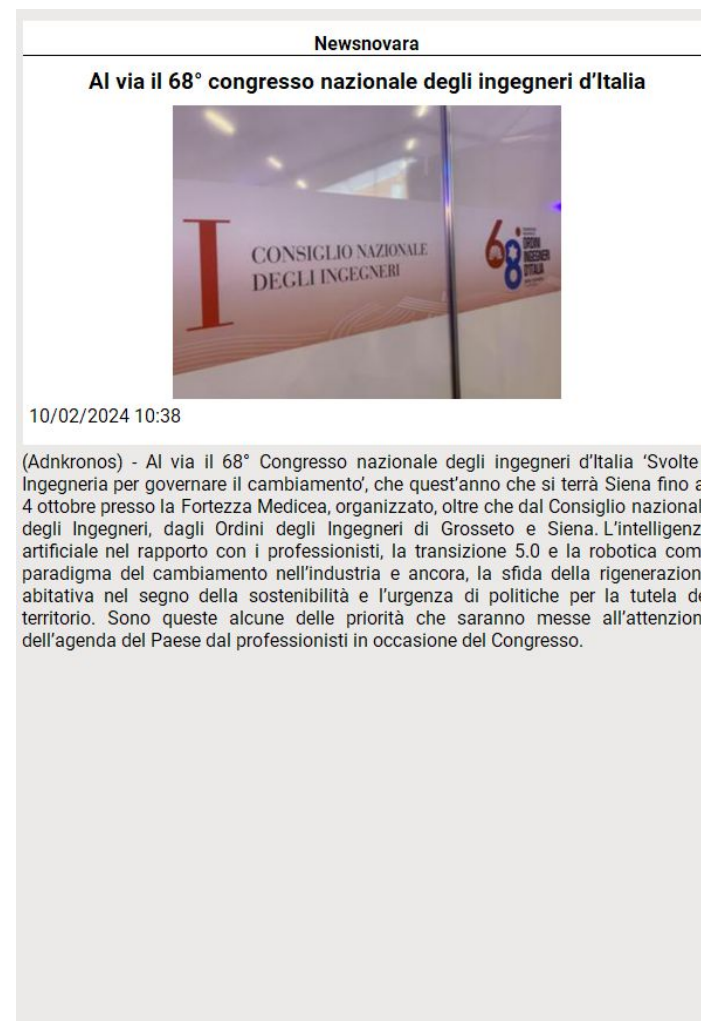 Newsnovara
Al via il 68° congresso nazionale degli ingegneri d’Italia
I
CONSIGLIO NAZIONALE
DEGLI INGEGNERI
68°
ORDINI
INGEGNERI
D'ITALIA
10/02/2024 10:38
(Adnkronos) - Al via il 68° Congresso nazionale degli ingegneri d’Italia ‘Svolte
Ingegneria per governare il cambiamento’, che quest’anno che si terrà Siena fino a
4 ottobre presso la Fortezza Medicea, organizzato, oltre che dal Consiglio nazional
degli Ingegneri, dagli Ordini degli Ingegneri di Grosseto e Siena. L’intelligenz
artificiale nel rapporto con i professionisti, la transizione 5.0 e la robotica com
paradigma del cambiamento nell’industria e ancora, la sfida della rigenerazion
abitativa nel segno della sostenibilità e l’urgenza di politiche per la tutela de
territorio. Sono queste alcune delle priorità che saranno messe all’attenzion
dell’agenda del Paese dal professionisti in occasione del Congresso.